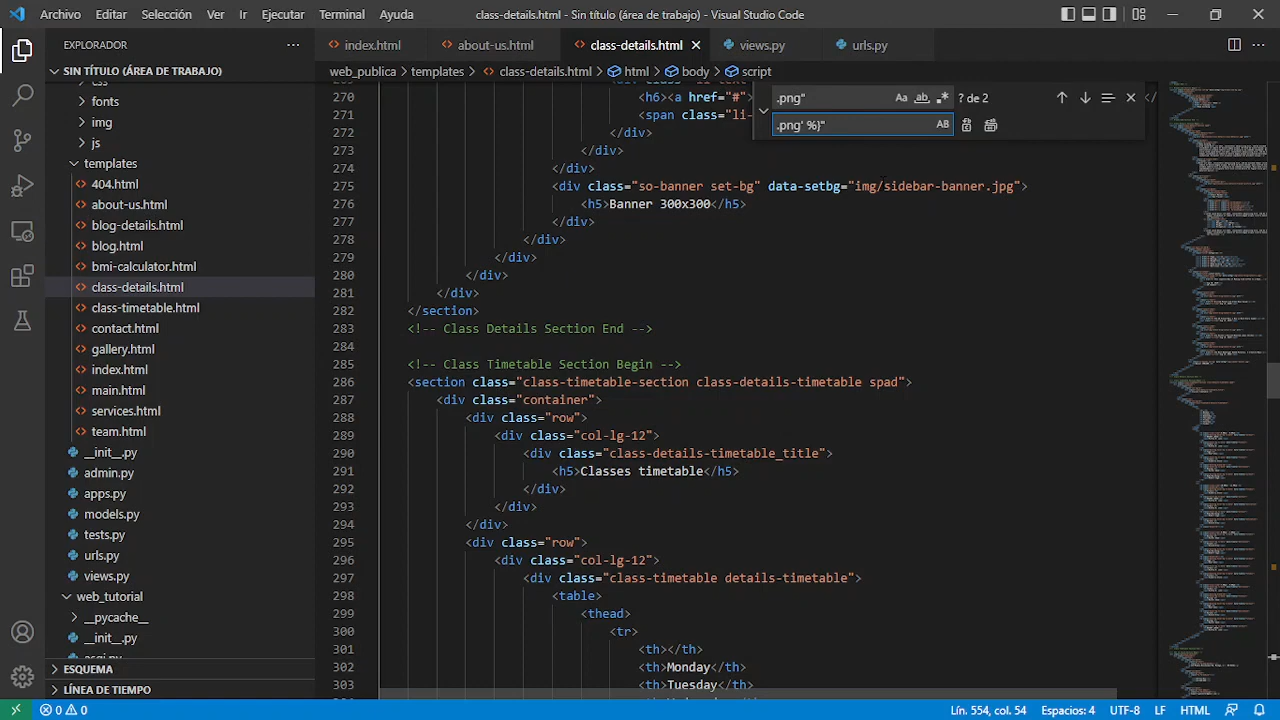 Archivo Editar Selección Ver Ir Ejecutar Terminal Ayuda class-details.html - Sin título (área de trabajo) - Visual Studio Code
EXPLORADOR
index.html about-us.html class-details.html views.py urls.py
SIN TÍTULO (ÁREA DE TRABAJO)
web_publica > templates > class-details.html > html > body > script
fonts
img
js
templates
404.html
about-us.html
blog-details.html
blog.html
bmi-calculator.html
class-details.html
class-timetable.html
contact.html
gallery.html
index.html
main.html
services.html
team.html
__init__.py
admin.py
apps.py
models.py
tests.py
urls.py
views.py
web_tutorial
__pycache__
__init__.py
ESQUEMA
LÍNEA DE TIEMPO
.png" Aa ab .* ? de 2
.png' %}" AB
270 <h6><a href="#"
271 <span class="li-
272 </div>
273 </div>
274 </div>
275 <div class="so-banner set-bg" data-setbg="img/sidebar-banner.jpg">
276 <h5>Banner 300x300</h5>
277 </div>
278 </div>
279 </div>
280 </div>
281 </div>
282 </section>
283 <!-- Class Details Section End -->
284
285 <!-- Class Timetable Section Begin -->
286 <section class="class-timetable-section class-details-timetable spad">
287 <div class="container">
288 <div class="row">
289 <div class="col-lg-12">
290 <div class="class-details-timetable_title">
291 <h5>Classes timetable</h5>
292 </div>
293 </div>
294 </div>
295 <div class="row">
296 <div class="col-lg-12">
297 <div class="class-timetable details-timetable">
298 <table>
299 <thead>
300 <tr>
301 <th></th>
302 <th>Monday</th>
303 <th>Tuesday</th>
0 0 Lín. 554, col. 54 Espacios: 4 UTF-8 LF HTML